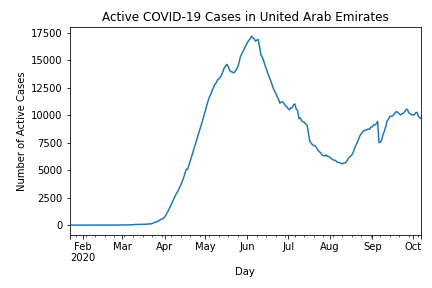 Active COVID-19 Cases in United Arab Emirates
17500
15000
12500
10000
7500
5000
2500
0
Number of Active Cases
Feb Mar Apr May Jun Jul Aug Sep Oct
2020
Day